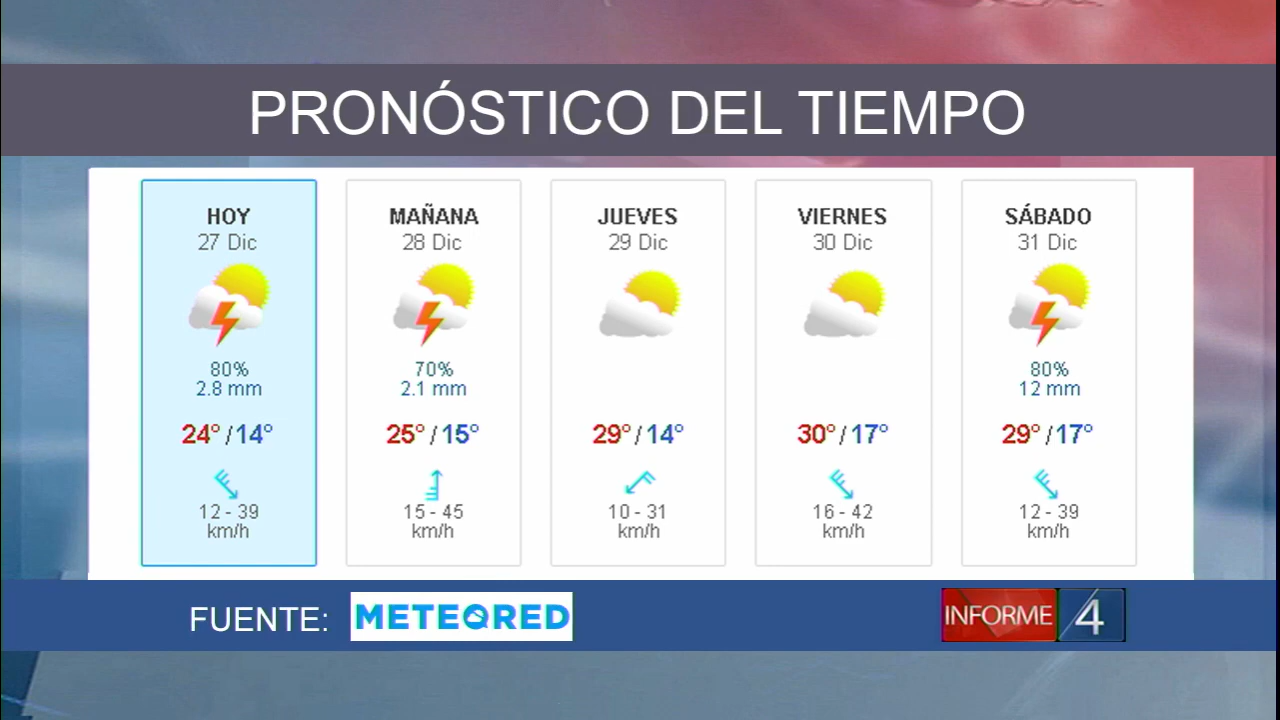 PRONÓSTICO DEL TIEMPO
HOY
27 Dic
80%
2.8 mm
24° / 14°
12 - 39
km/h
MAÑANA
28 Dic
70%
2.1 mm
25° / 15°
15 - 45
km/h
JUEVES
29 Dic
29° / 14°
10 - 31
km/h
VIERNES
30 Dic
30° / 17°
16 - 42
km/h
SÁBADO
31 Dic
80%
12 mm
29° / 17°
12 - 39
km/h
FUENTE: METEORED
INFORME 4